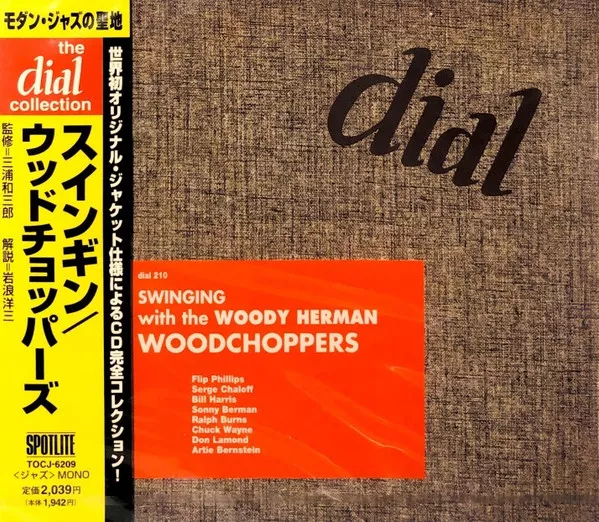 モダン・ジャズの聖地
the
dial
collection
世界初オリジナル・ジャケット仕様によるCD完全コレクション!
スインギン/
ウッドチョッパーズ
監修=三浦和三郎 解説=岩浪洋三
SPOTLITE
TOCJ-6209
〈ジャズ〉MONO
定価2,039円
(本体1,942円)
dial
dial 210
SWINGING
with the WOODY HERMAN
WOODCHOPPERS
Flip Phillips
Serge Chaloff
Bill Harris
Sonny Berman
Ralph Burns
Chuck Wayne
Don Lamond
Artie Bernstein